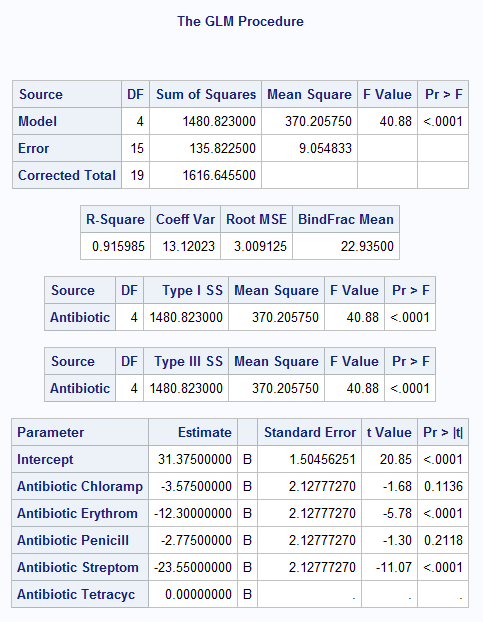 The GLM Procedure
Source DF Sum of Squares Mean Square F Value Pr > F
Model 4 1480.823000 370.205750 40.88 <.0001
Error 15 135.822500 9.054833
Corrected Total 19 1616.645500
R-Square Coeff Var Root MSE BindFrac Mean
0.915985 13.12023 3.009125 22.93500
Source DF Type I SS Mean Square F Value Pr > F
Antibiotic 4 1480.823000 370.205750 40.88 <.0001
Source DF Type III SS Mean Square F Value Pr > F
Antibiotic 4 1480.823000 370.205750 40.88 <.0001
Parameter Estimate Standard Error t Value Pr > |t|
Intercept 31.37500000 B 1.50456251 20.85 <.0001
Antibiotic Chloramp -3.57500000 B 2.12777270 -1.68 0.1136
Antibiotic Erythrom -12.30000000 B 2.12777270 -5.78 <.0001
Antibiotic Penicill -2.77500000 B 2.12777270 -1.30 0.2118
Antibiotic Streptom -23.55000000 B 2.12777270 -11.07 <.0001
Antibiotic Tetracyc 0.00000000 B . . .